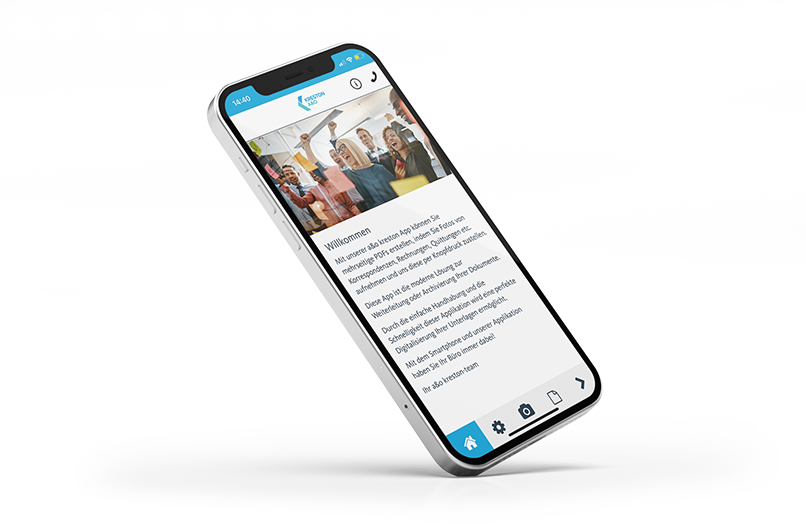 14:40
KRESTON
A&O
Willkommen
Mit unserer a&o kreston App können Sie
mehrseitige PDFs erstellen, indem Sie Fotos von
Korrespondenzen, Rechnungen, Quittungen etc.
aufnehmen und uns diese per Knopfdruck zustellen.
Diese App ist die moderne Lösung zur
Weiterleitung oder Archivierung Ihrer Dokumente.
Durch die einfache Handhabung und die
Schnelligkeit dieser Applikation wird eine perfekte
Digitalisierung Ihrer Unterlagen ermöglicht.
Mit dem Smartphone und unserer Applikation
haben Sie Ihr Büro immer dabei!
Ihr a&o kreston-team